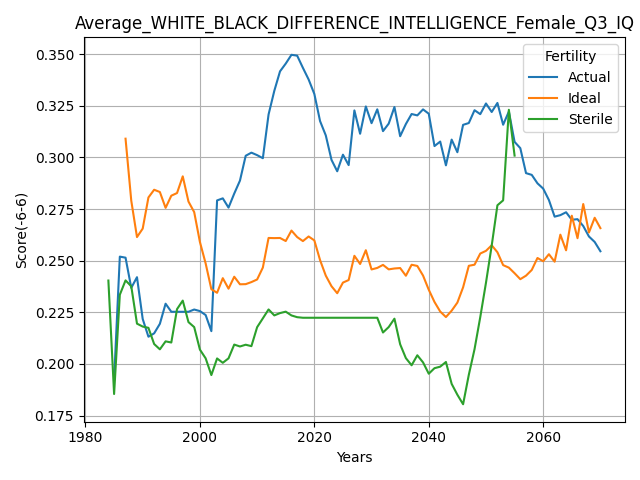 Average_WHITE_BLACK_DIFFERENCE_INTELLIGENCE_Female_Q3_IQ
Fertility
Actual
Ideal
Sterile
Score(-6-6)
0.350
0.325
0.300
0.275
0.250
0.225
0.200
0.175
1980
2000
2020
2040
2060
Years